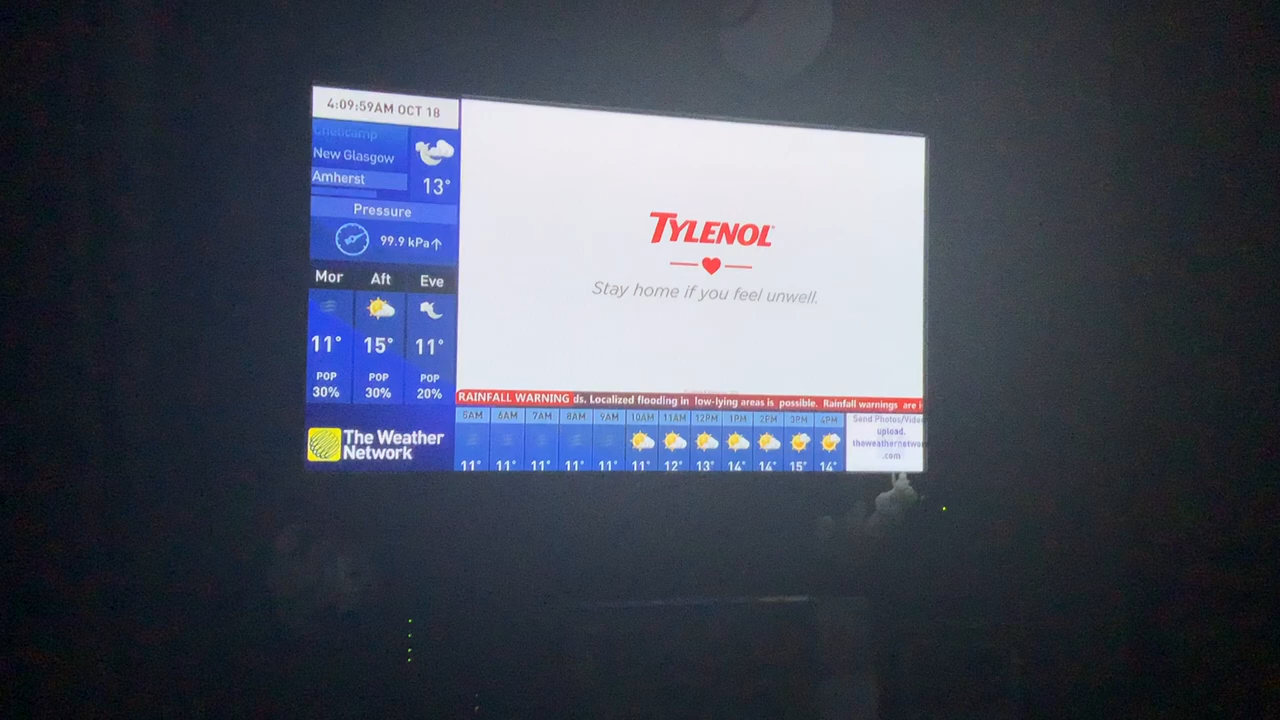 4:09:59AM OCT 18
Cheticamp
New Glasgow
Amherst
13°
Pressure
99.9 kPa↑
Mor Aft Eve
11° 15° 11°
POP POP POP
30% 30% 20%
The Weather
Network
TYLENOL®
Stay home if you feel unwell.
RAINFALL WARNING ds. Localized flooding in low-lying areas is possible. Rainfall warnings are i
5AM 6AM 7AM 8AM 9AM 10AM 11AM 12PM 1PM 2PM 3PM 4PM
11° 11° 11° 11° 11° 11° 12° 13° 14° 14° 15° 14°
Send Photos/Video
upload.
theweathernetwor
.com